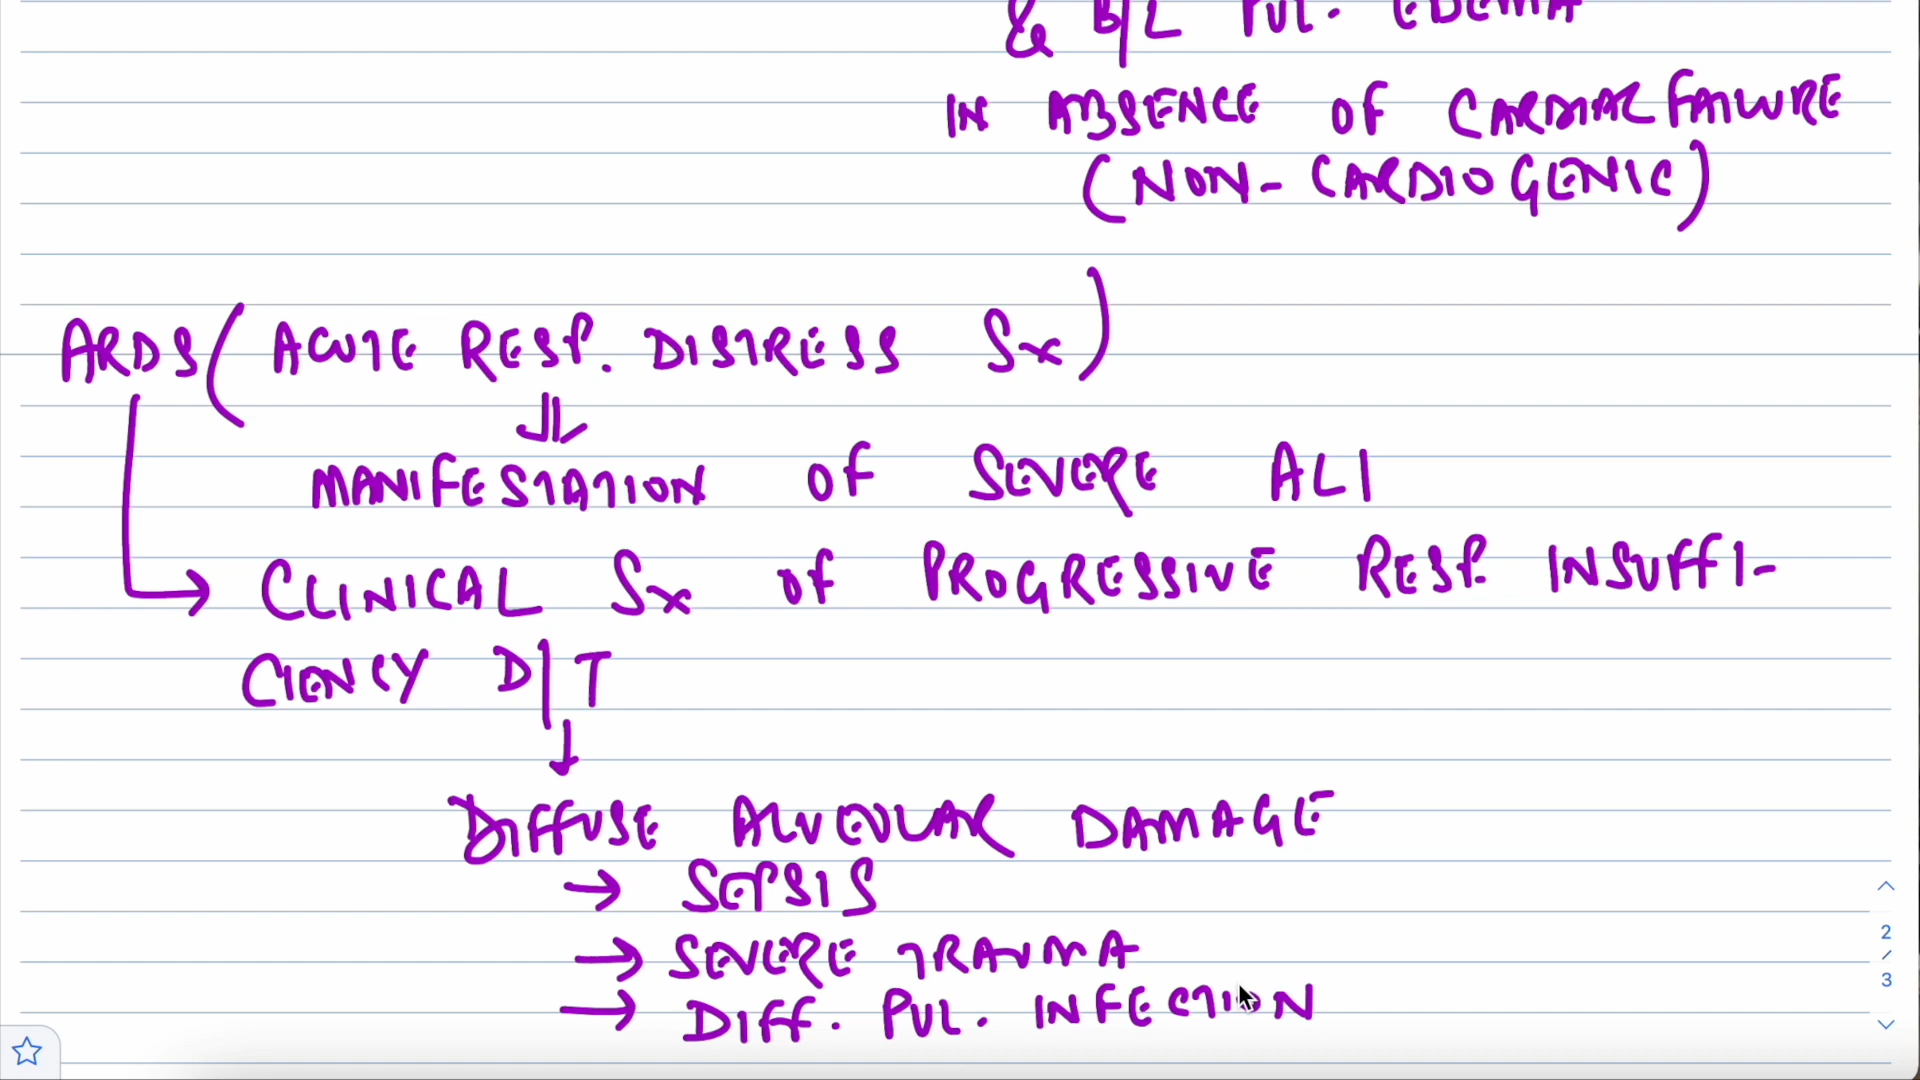 & B/L PUL. EDEMA
IN ABSENCE OF CARDIAC FAILURE
(NON-CARDIOGENIC)
ARDS (ACUTE RESP. DISTRESS Sx)
MANIFESTATION OF SEVERE ALI
CLINICAL Sx OF PROGRESSIVE RESP. INSUFFI-
CIENCY D/T
DIFFUSE ALVEOLAR DAMAGE
→ SEPSIS
→ SEVERE TRAUMA
→ DIFF. PUL. INFECTION
2
/
3